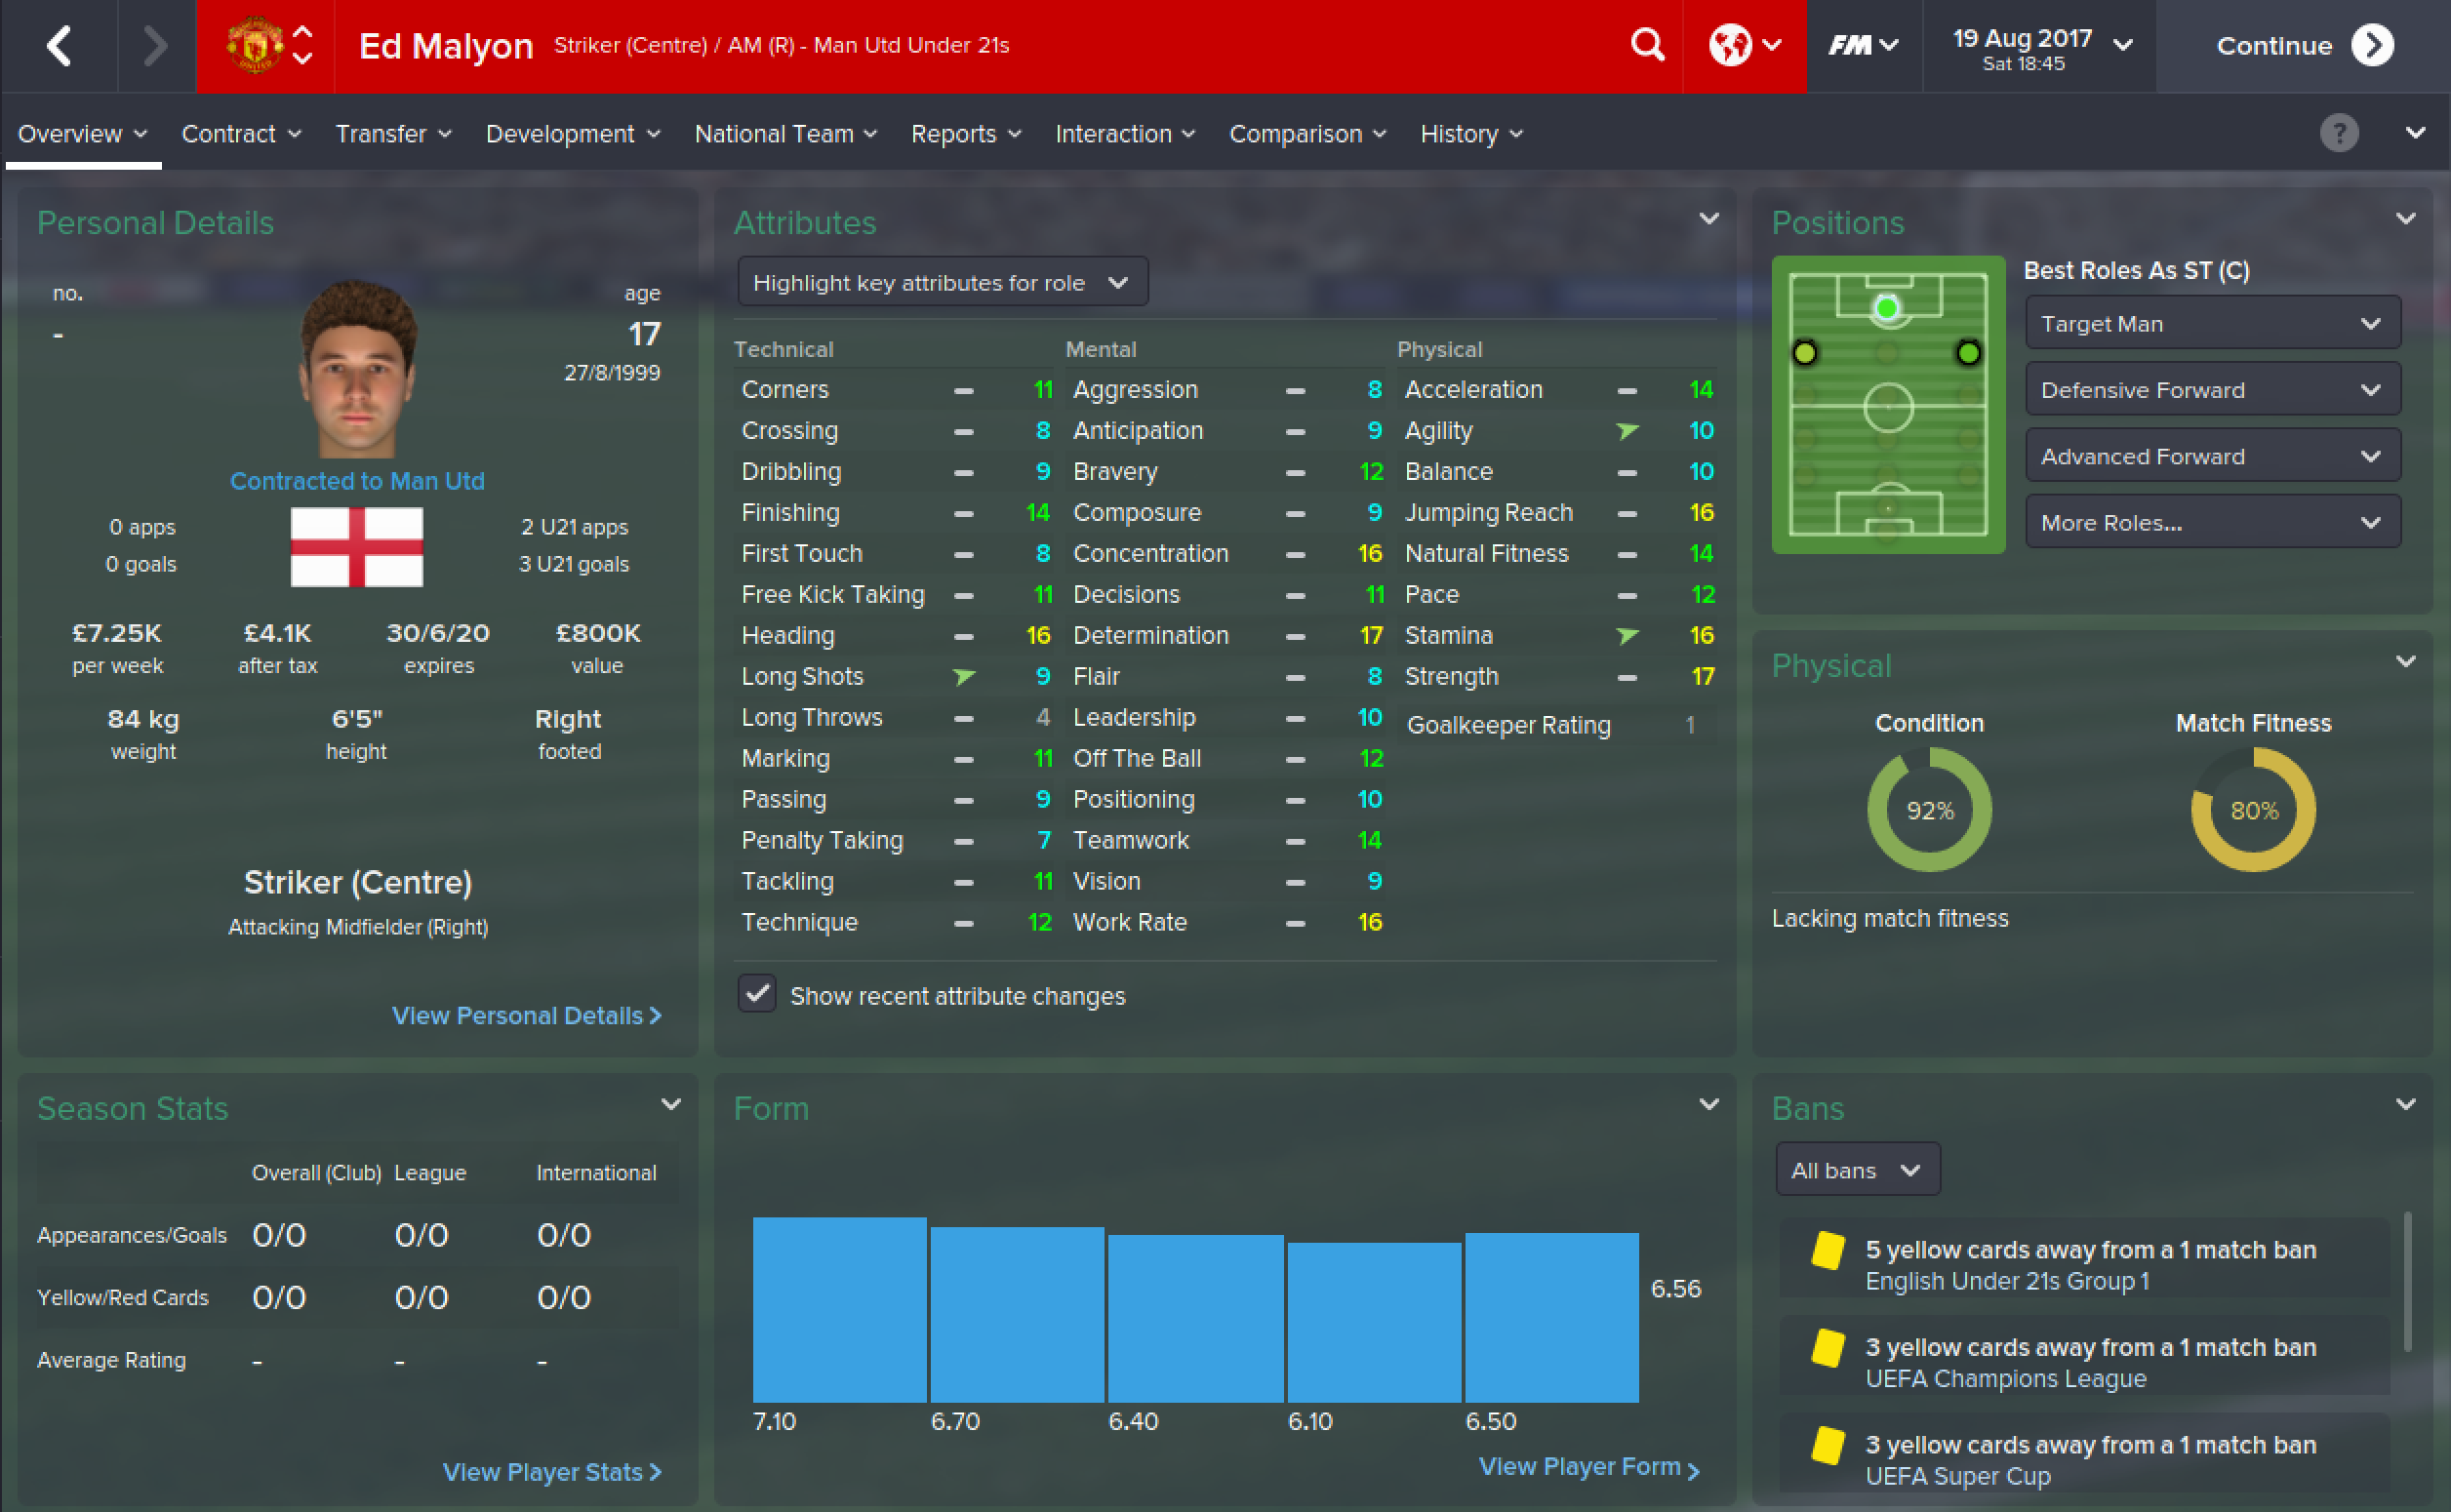 Ed Malyon Striker (Centre) / AM (R) - Man Utd Under 21s
FM
19 Aug 2017
Sat 18:45
Continue
Overview Contract Transfer Development National Team Reports Interaction Comparison History ?
Personal Details
no.
-
age
17
27/8/1999
Contracted to Man Utd
0 apps 2 U21 apps
0 goals 3 U21 goals
£7.25K £4.1K 30/6/20 £800K
per week after tax expires value
84 kg 6'5" Right
weight height footed
Striker (Centre)
Attacking Midfielder (Right)
View Personal Details
Attributes
Highlight key attributes for role
Technical Mental Physical
Corners 11 Aggression 8 Acceleration 14
Crossing 8 Anticipation 9 Agility 10
Dribbling 9 Bravery 12 Balance 10
Finishing 14 Composure 9 Jumping Reach 16
First Touch 8 Concentration 16 Natural Fitness 14
Free Kick Taking 11 Decisions 11 Pace 12
Heading 16 Determination 17 Stamina 16
Long Shots 9 Flair 8 Strength 17
Long Throws 4 Leadership 10 Goalkeeper Rating 1
Marking 11 Off The Ball 12
Passing 9 Positioning 10
Penalty Taking 7 Teamwork 14
Tackling 11 Vision 9
Technique 12 Work Rate 16
Show recent attribute changes
Positions
Best Roles As ST (C)
Target Man
Defensive Forward
Advanced Forward
More Roles...
Physical
Condition Match Fitness
92% 80%
Lacking match fitness
Season Stats
Overall (Club) League International
Appearances/Goals 0/0 0/0 0/0
Yellow/Red Cards 0/0 0/0 0/0
Average Rating - - -
View Player Stats
Form
6.56
7.10 6.70 6.40 6.10 6.50
View Player Form
Bans
All bans
5 yellow cards away from a 1 match ban
English Under 21s Group 1
3 yellow cards away from a 1 match ban
UEFA Champions League
3 yellow cards away from a 1 match ban
UEFA Super Cup